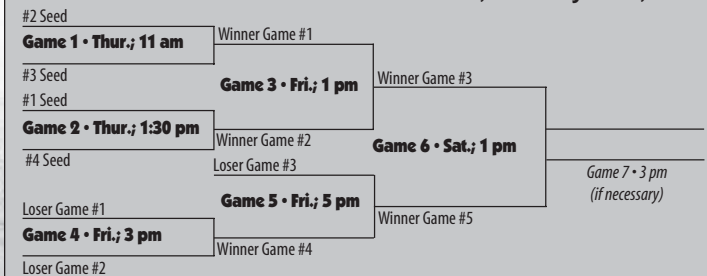 #2 Seed
Game 1 • Thur.; 11 am
Winner Game #1
#3 Seed
Game 3 • Fri.; 1 pm
Winner Game #3
#1 Seed
Game 2 • Thur.; 1:30 pm
Winner Game #2
Game 6 • Sat.; 1 pm
#4 Seed
Loser Game #3
Game 7 • 3 pm
(if necessary)
Game 5 • Fri.; 5 pm
Loser Game #1
Winner Game #5
Game 4 • Fri.; 3 pm
Winner Game #4
Loser Game #2